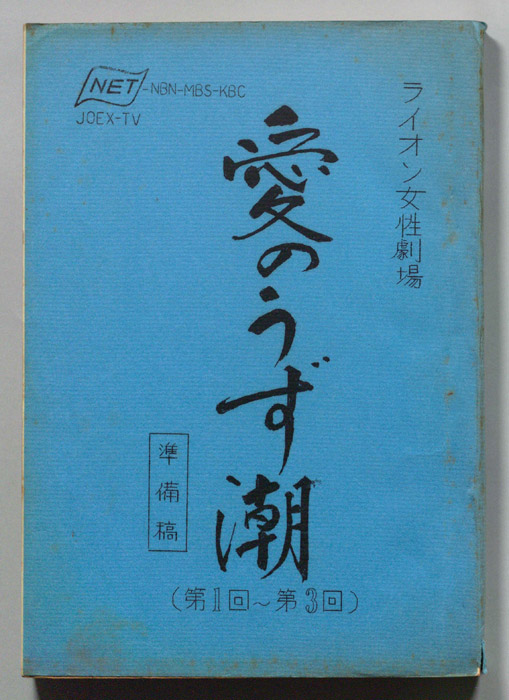 ライオン女性劇場
NET-NBN-MBS-KBC
JOEX-TV
愛のうず潮
準備稿
(第1回~第3回)